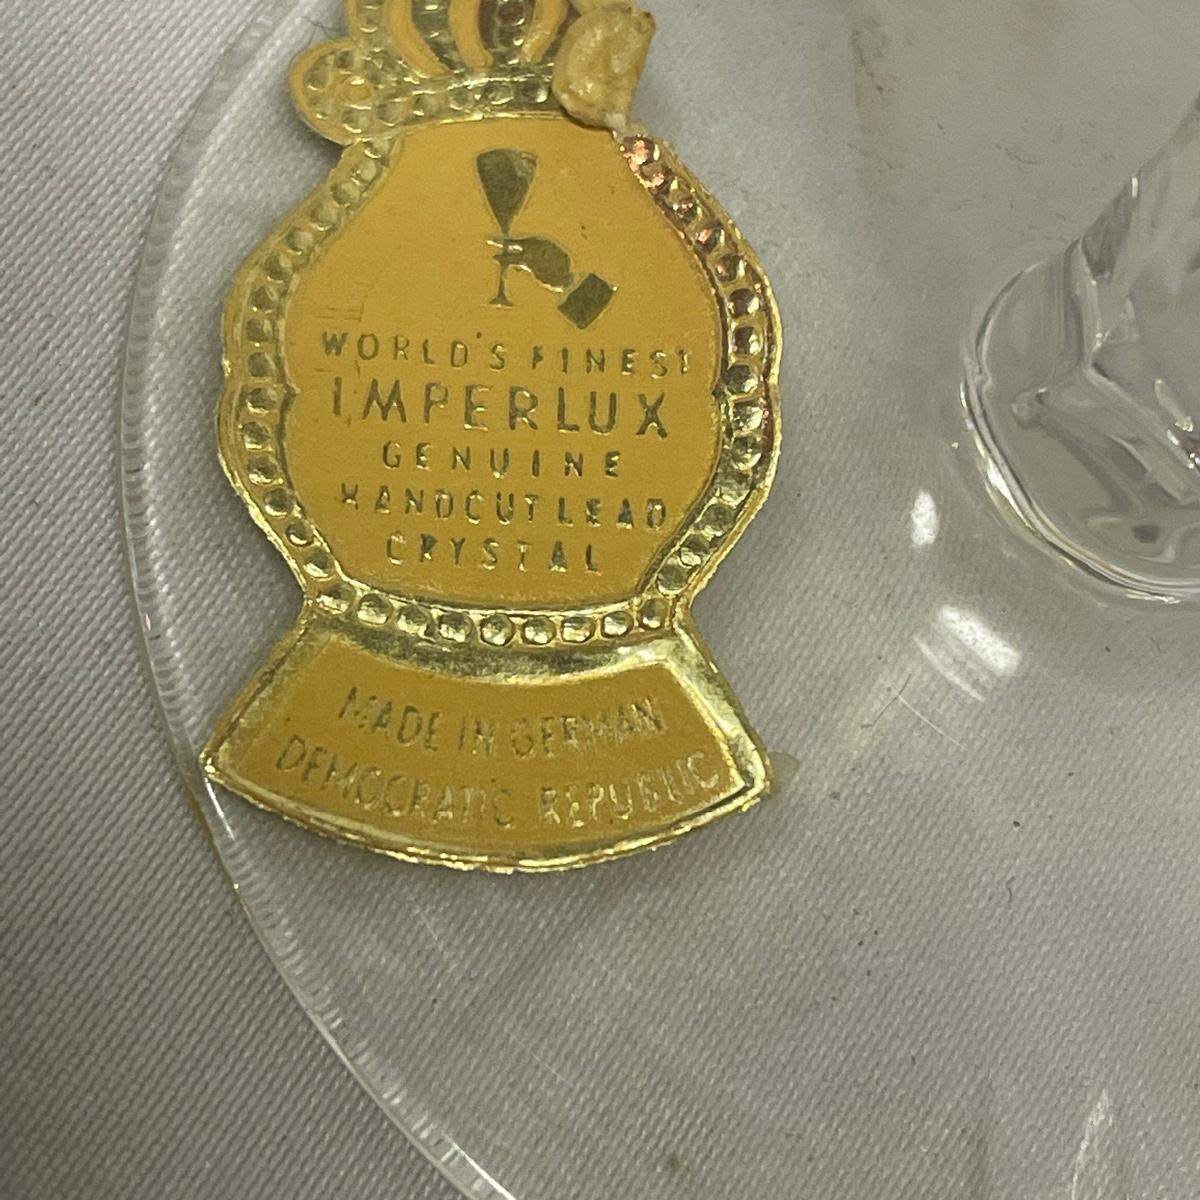 WORLD'S FINEST
IMPERLUX
GENUINE
HANDCUT LEAD
CRYSTAL
MADE IN GERMAN
DEMOCRATIC REPUBLIC